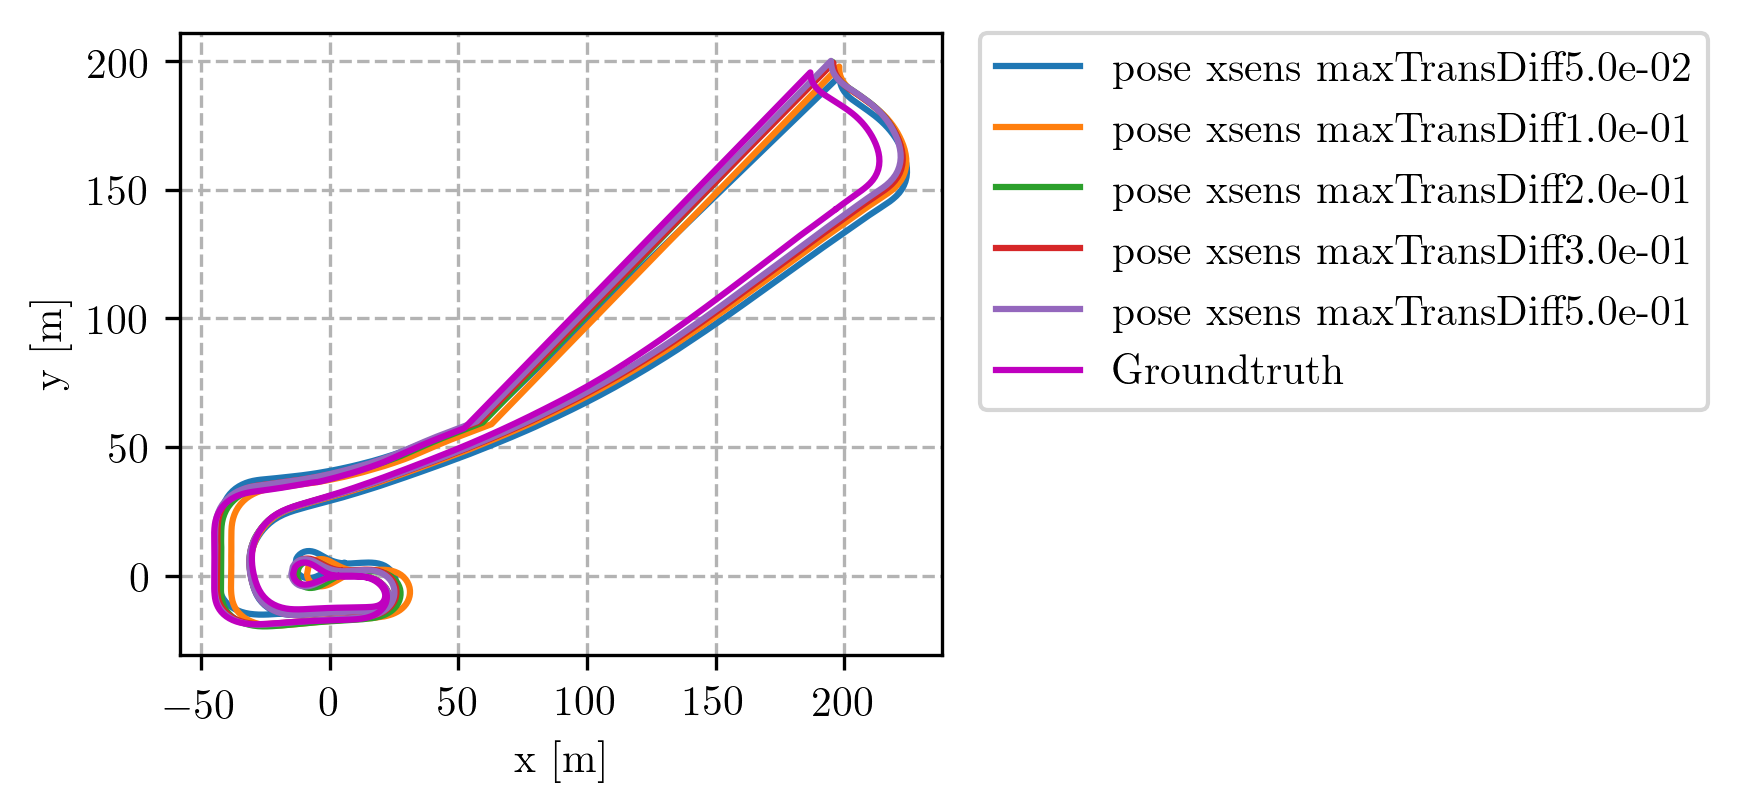 200
150
100
50
0
−50 0 50 100 150 200
x [m]
y [m]
pose xsens maxTransDiff5.0e-02
pose xsens maxTransDiff1.0e-01
pose xsens maxTransDiff2.0e-01
pose xsens maxTransDiff3.0e-01
pose xsens maxTransDiff5.0e-01
Groundtruth